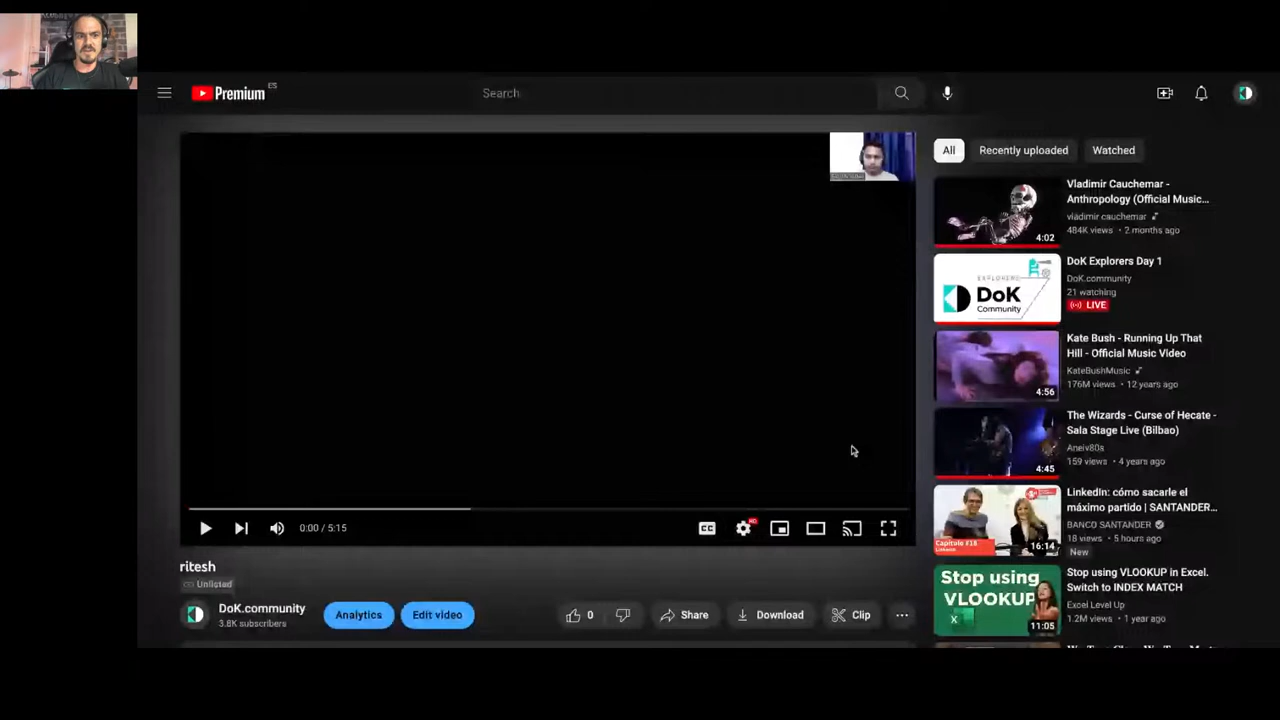 Premium
ES
Search
All
Recently uploaded
Watched
Vladimir Cauchemar -
Anthropology (Official Music...
vladimir cauchemar
484K views • 2 months ago
4:02
EXPLORERS
DoK
Community
DoK Explorers Day 1
DoK.community
21 watching
LIVE
Kate Bush - Running Up That
Hill - Official Music Video
KateBushMusic
176M views • 12 years ago
4:56
The Wizards - Curse of Hecate -
Sala Stage Live (Bilbao)
Aneiv80s
159 views • 4 years ago
4:45
LinkedIn: cómo sacarle el
máximo partido | SANTANDER...
BANCO SANTANDER
18 views • 5 hours ago
New
Capítulo #18
16:14
Stop using
VLOOKUP
11:05
Stop using VLOOKUP in Excel.
Switch to INDEX MATCH
Excel Level Up
1.2M views • 1 year ago
0:00 / 5:15
CC
HD
ritesh
Unlisted
DoK.community
3.8K subscribers
Analytics
Edit video
0
Share
Download
Clip